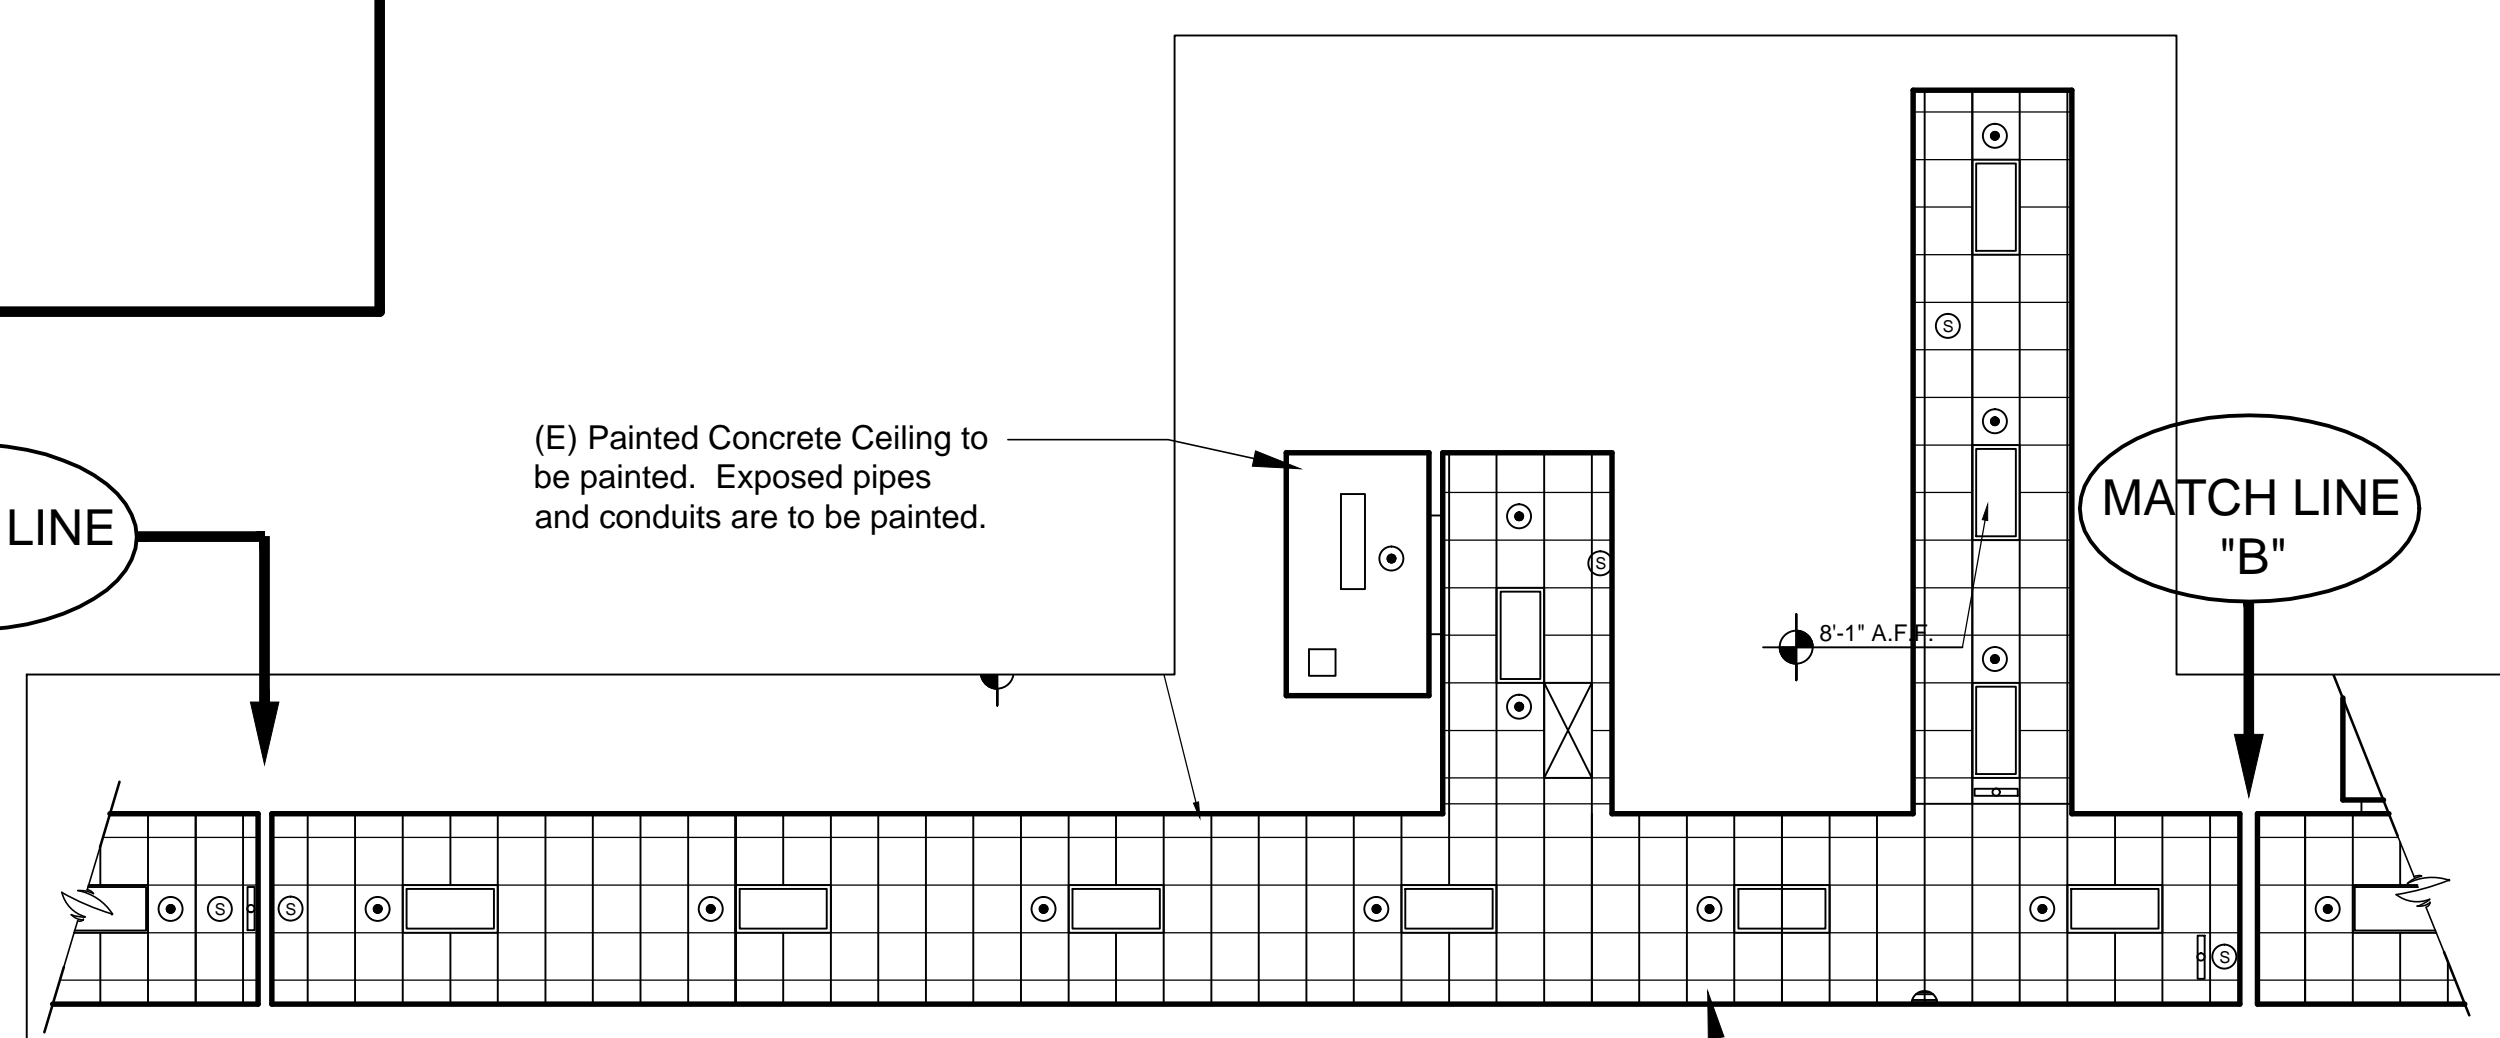 (E) Painted Concrete Ceiling to
be painted. Exposed pipes
and conduits are to be painted.
LINE
MATCH LINE
"B"
8'-1" A.F.F.
S
S
S
S
S